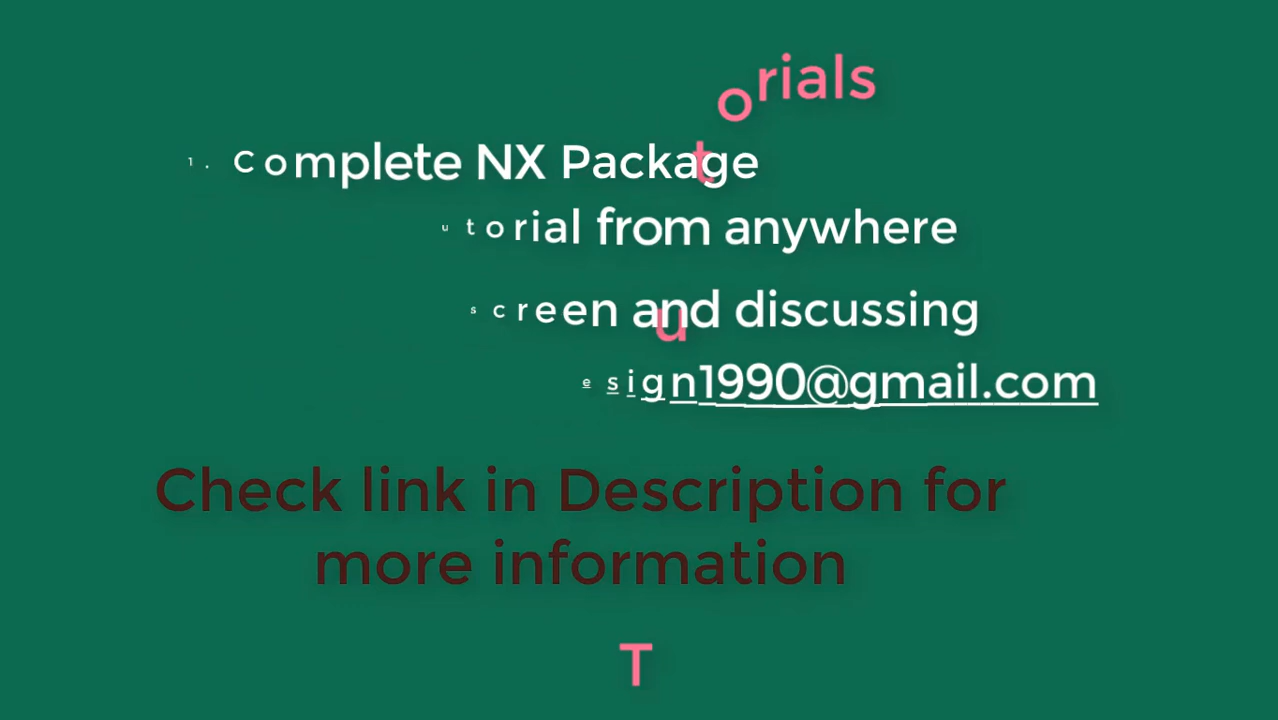 Tutorials
1. Complete NX Package
utorial from anywhere
screen and discussing
esign1990@gmail.com
Check link in Description for
more information